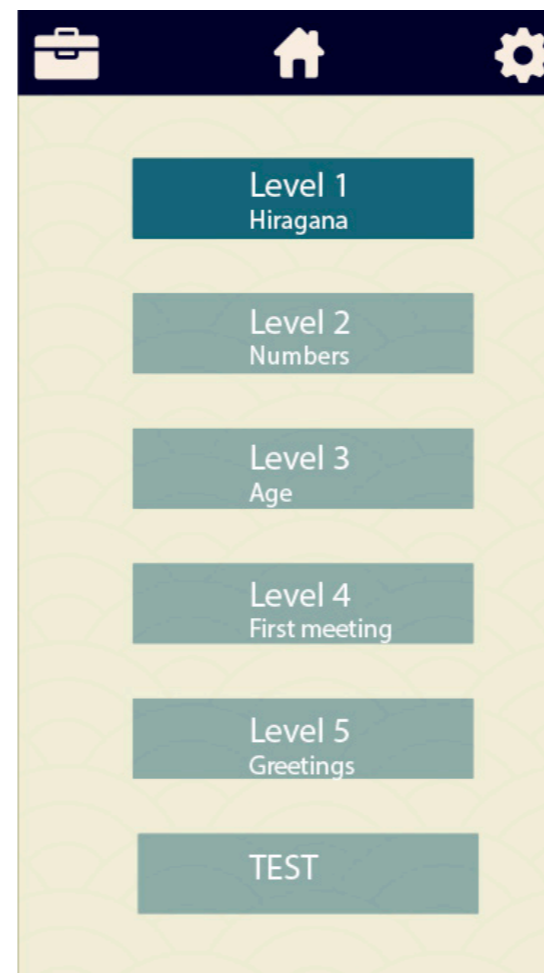 Level 1
Hiragana
Level 2
Numbers
Level 3
Age
Level 4
First meeting
Level 5
Greetings
TEST